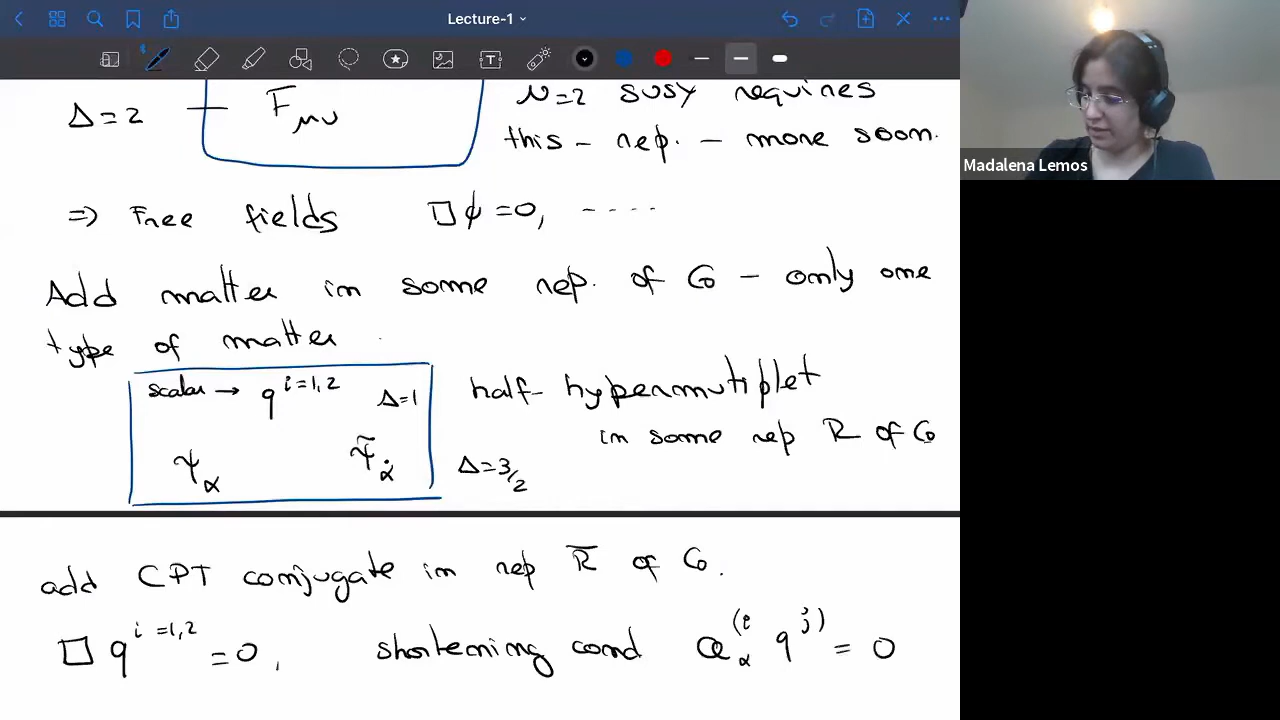 Lecture-1
Δ = 2 F_μν N=2 susy requires
this - rep. - more soon.
⇒ Free fields □φ = 0, - - - - -
Add matter in some rep. of G - only one
type of matter
scalar → q^{i=1,2} Δ=1 half-hypermutiplet
in some rep R of G
ψ_α ψ̃_α̇ Δ=3/2
add CPT conjugate in rep R̄ of G.
□ q^{i=1,2} = 0, shortening cond Q_α^{(i} q^{j)} = 0
Madalena Lemos